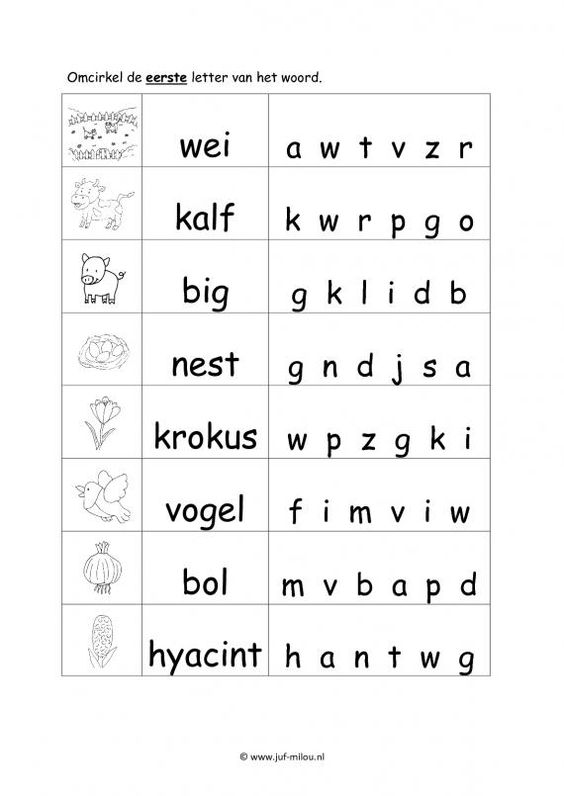 Omcirkel de eerste letter van het woord.
wei a w t v z r
kalf k w r p g o
big g k l i d b
nest g n d j s a
krokus w p z g k i
vogel f i m v i w
bol m v b a p d
hyacint h a n t w g
© www.juf-milou.nl